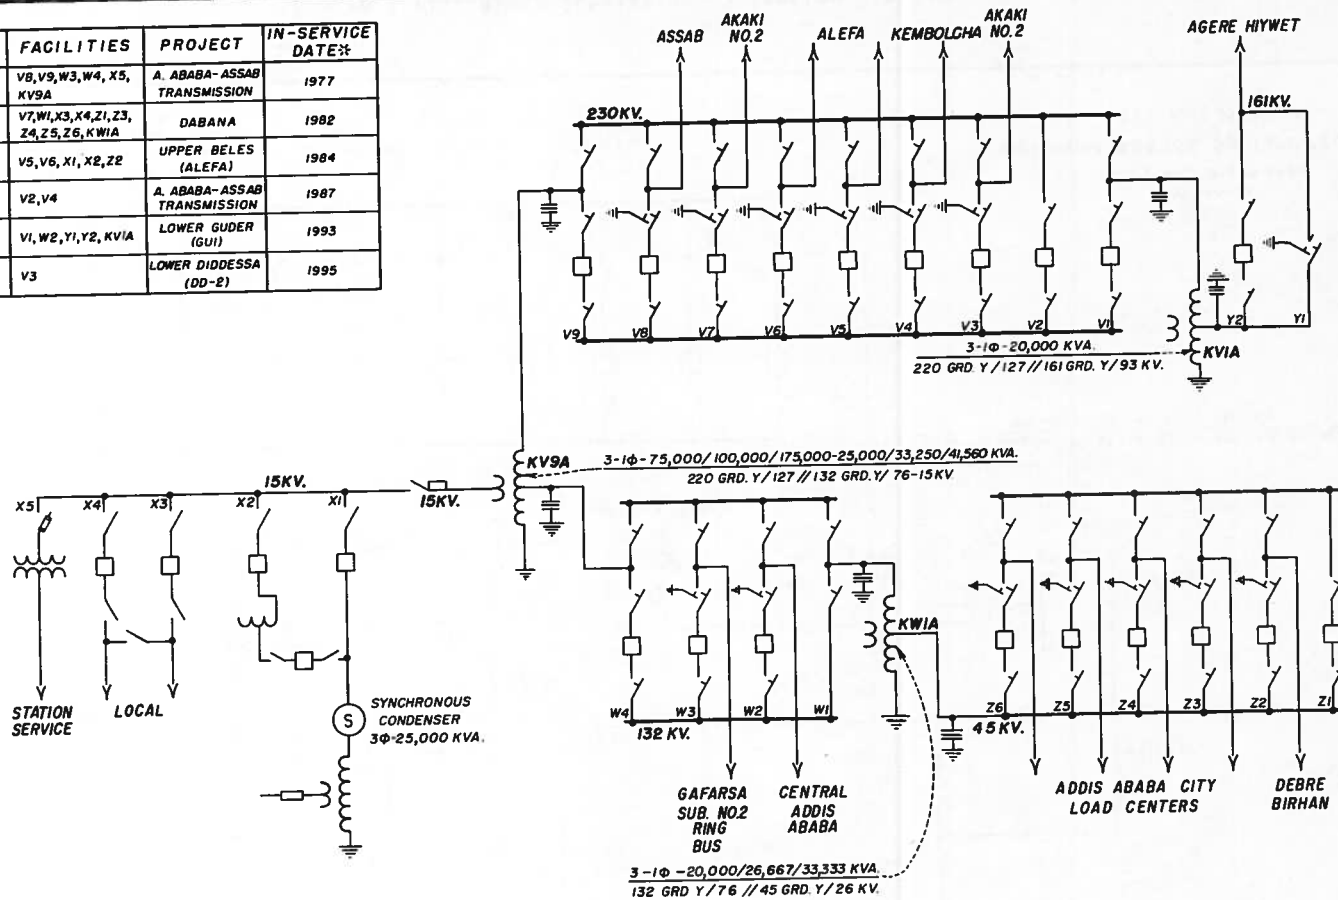 FACILITIES PROJECT IN-SERVICE
DATE※
V8,V9,W3,W4,X5, A. ABABA-ASSAB 1977
KV9A TRANSMISSION
V7,W1,X3,X4,Z1,Z3, DABANA 1982
Z4,Z5,Z6,KW1A
V5,V6,X1,X2,Z2 UPPER BELES 1984
(ALEFA)
V2,V4 A. ABABA-ASSAB 1987
TRANSMISSION
V1,W2,Y1,Y2,KV1A LOWER GUDER 1993
(GUI)
V3 LOWER DIDDESSA 1995
(DD-2)
ASSAB
AKAKI
NO.2
ALEFA
KEMBOLCHA
AKAKI
NO.2
AGERE HIYWET
230KV.
161KV.
V9 V8 V7 V6 V5 V4 V3 V2 V1 Y2 Y1
3-1Φ-20,000 KVA.
220 GRD. Y/127//161 GRD. Y/93 KV.
KV1A
KV9A
3-1Φ-75,000/100,000/175,000-25,000/33,250/41,560 KVA.
220 GRD. Y/127//132 GRD. Y/76-15KV.
15KV.
15KV.
X5 X4 X3 X2 X1
STATION
SERVICE
LOCAL
S
SYNCHRONOUS
CONDENSER
3Φ-25,000 KVA.
KW1A
W4 W3 W2 W1
132 KV.
GAFARSA
SUB. NO.2
RING
BUS
CENTRAL
ADDIS
ABABA
3-1Φ-20,000/26,667/33,333 KVA.
132 GRD Y/76 // 45 GRD. Y/26 KV.
Z6 Z5 Z4 Z3 Z2 Z1
45KV.
ADDIS ABABA CITY
LOAD CENTERS
DEBRE
BIRHAN